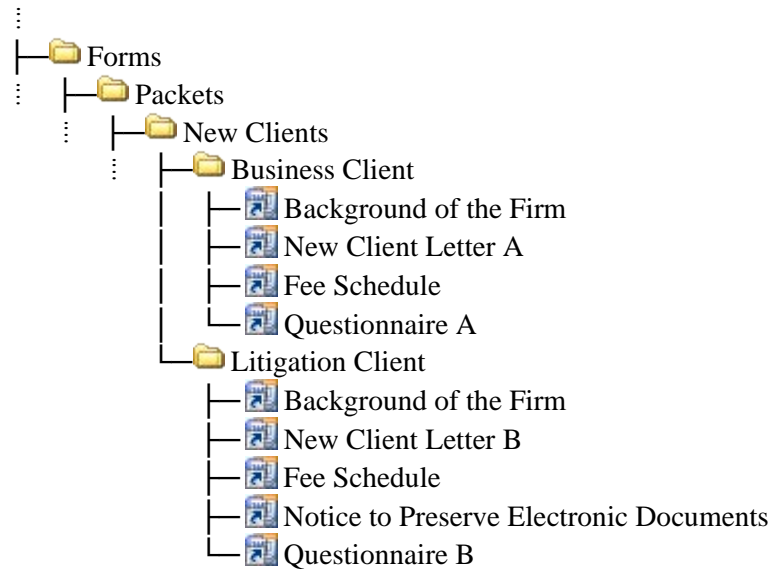 Forms
Packets
New Clients
Business Client
Background of the Firm
New Client Letter A
Fee Schedule
Questionnaire A
Litigation Client
Background of the Firm
New Client Letter B
Fee Schedule
Notice to Preserve Electronic Documents
Questionnaire B